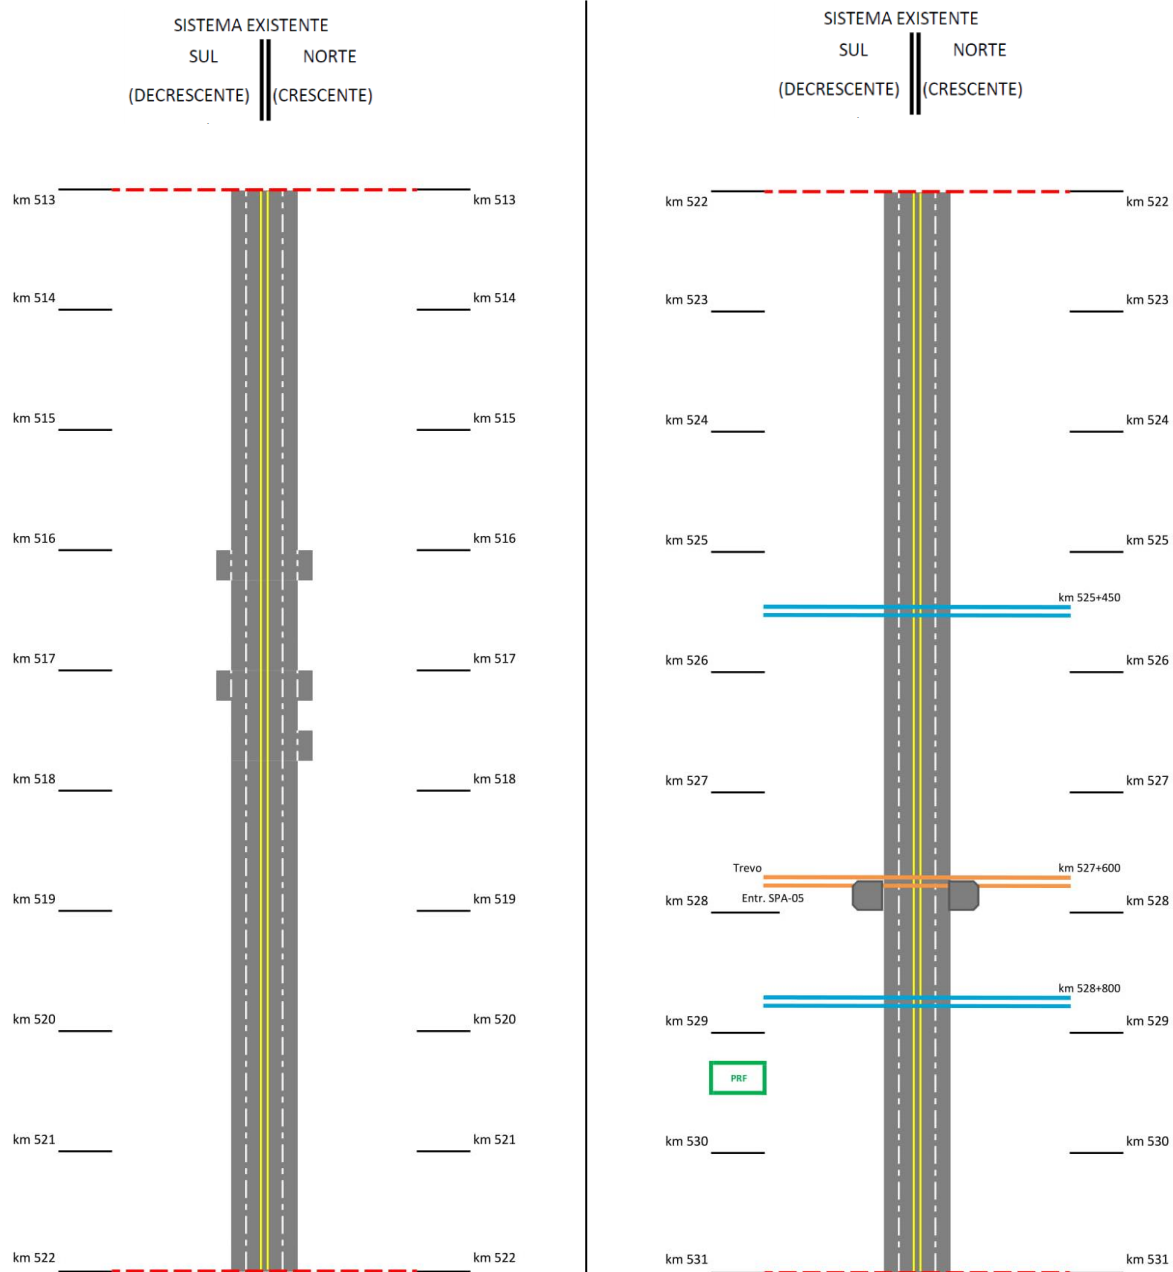 SISTEMA EXISTENTE
SUL NORTE
(DECRESCENTE) (CRESCENTE)
km 513 km 513
km 514 km 514
km 515 km 515
km 516 km 516
km 517 km 517
km 518 km 518
km 519 km 519
km 520 km 520
km 521 km 521
km 522 km 522
SISTEMA EXISTENTE
SUL NORTE
(DECRESCENTE) (CRESCENTE)
km 522 km 522
km 523 km 523
km 524 km 524
km 525 km 525
km 525+450
km 526 km 526
km 527 km 527
Trevo km 527+600
km 528 Entr. SPA-05 km 528
km 528+800
km 529 km 529
PRF
km 530 km 530
km 531 km 531